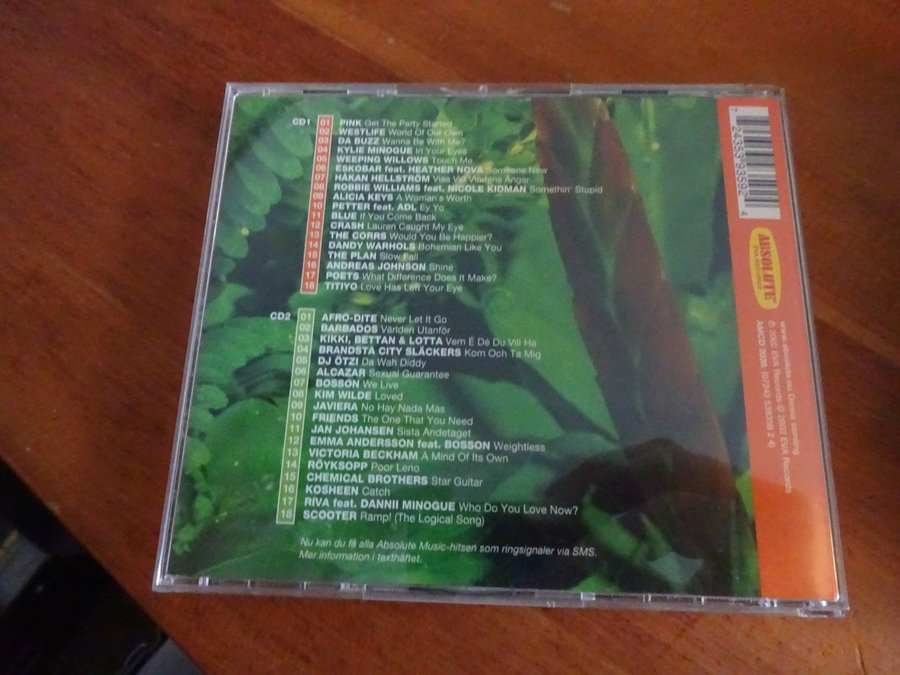 CD1 01 PINK Get The Party Started
02 WESTLIFE World Of Our Own
03 DA BUZZ Wanna Be With Me?
04 KYLIE MINOGUE In Your Eyes
05 WEEPING WILLOWS Touch Me
06 ESKOBAR feat. HEATHER NOVA Someone New
07 HÅKAN HELLSTRÖM Visa Vid Vindens Ängar
08 ROBBIE WILLIAMS feat. NICOLE KIDMAN Somethin' Stupid
09 ALICIA KEYS A Woman's Worth
10 PETTER feat. ADL Ey Yo
11 BLUE If You Come Back
12 CRASH Lauren Caught My Eye
13 THE CORRS Would You Be Happier?
14 DANDY WARHOLS Bohemian Like You
15 THE PLAN Slow Fall
16 ANDREAS JOHNSON Shine
17 POETS What Difference Does It Make?
18 TITIYO Love Has Left Your Eye
CD2 01 AFRO-DITE Never Let It Go
02 BARBADOS Världen Utanför
03 KIKKI, BETTAN & LOTTA Vem É Dé Du Vill Ha
04 BRANDSTA CITY SLÄCKERS Kom Och Ta Mig
05 DJ ÖTZI Da Wah Diddy
06 ALCAZAR Sexual Guarantee
07 BOSSON We Live
08 KIM WILDE Loved
09 JAVIERA No Hay Nada Màs
10 FRIENDS The One That You Need
11 JAN JOHANSEN Sista Andetaget
12 EMMA ANDERSSON feat. BOSSON Weightless
13 VICTORIA BECKHAM A Mind Of Its Own
14 RÖYKSOPP Poor Leno
15 CHEMICAL BROTHERS Star Guitar
16 KOSHEEN Catch
17 RIVA feat. DANNII MINOGUE Who Do You Love Now?
18 SCOOTER Ramp! (The Logical Song)
Nu kan du få alla Absolute Music-hitsen som ringsignaler via SMS.
Mer information i texthäftet.
ABSOLUTE
Denna samling
℗ 2002 EVA Records © 2002 EVA Records